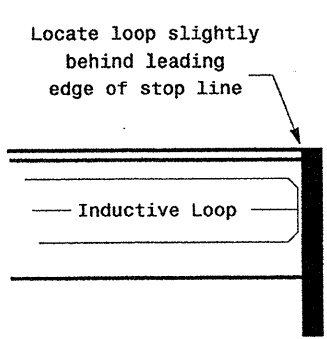 Locate loop slightly
behind leading
edge of stop line
Inductive Loop